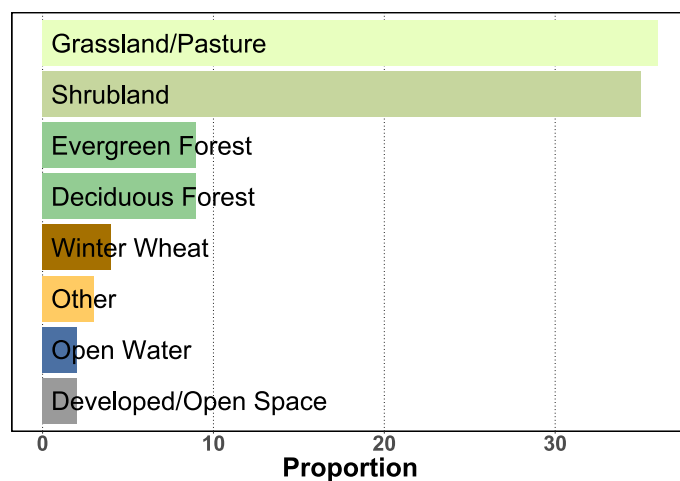 Grassland/Pasture
Shrubland
Evergreen Forest
Deciduous Forest
Winter Wheat
Other
Open Water
Developed/Open Space
0 10 20 30
Proportion